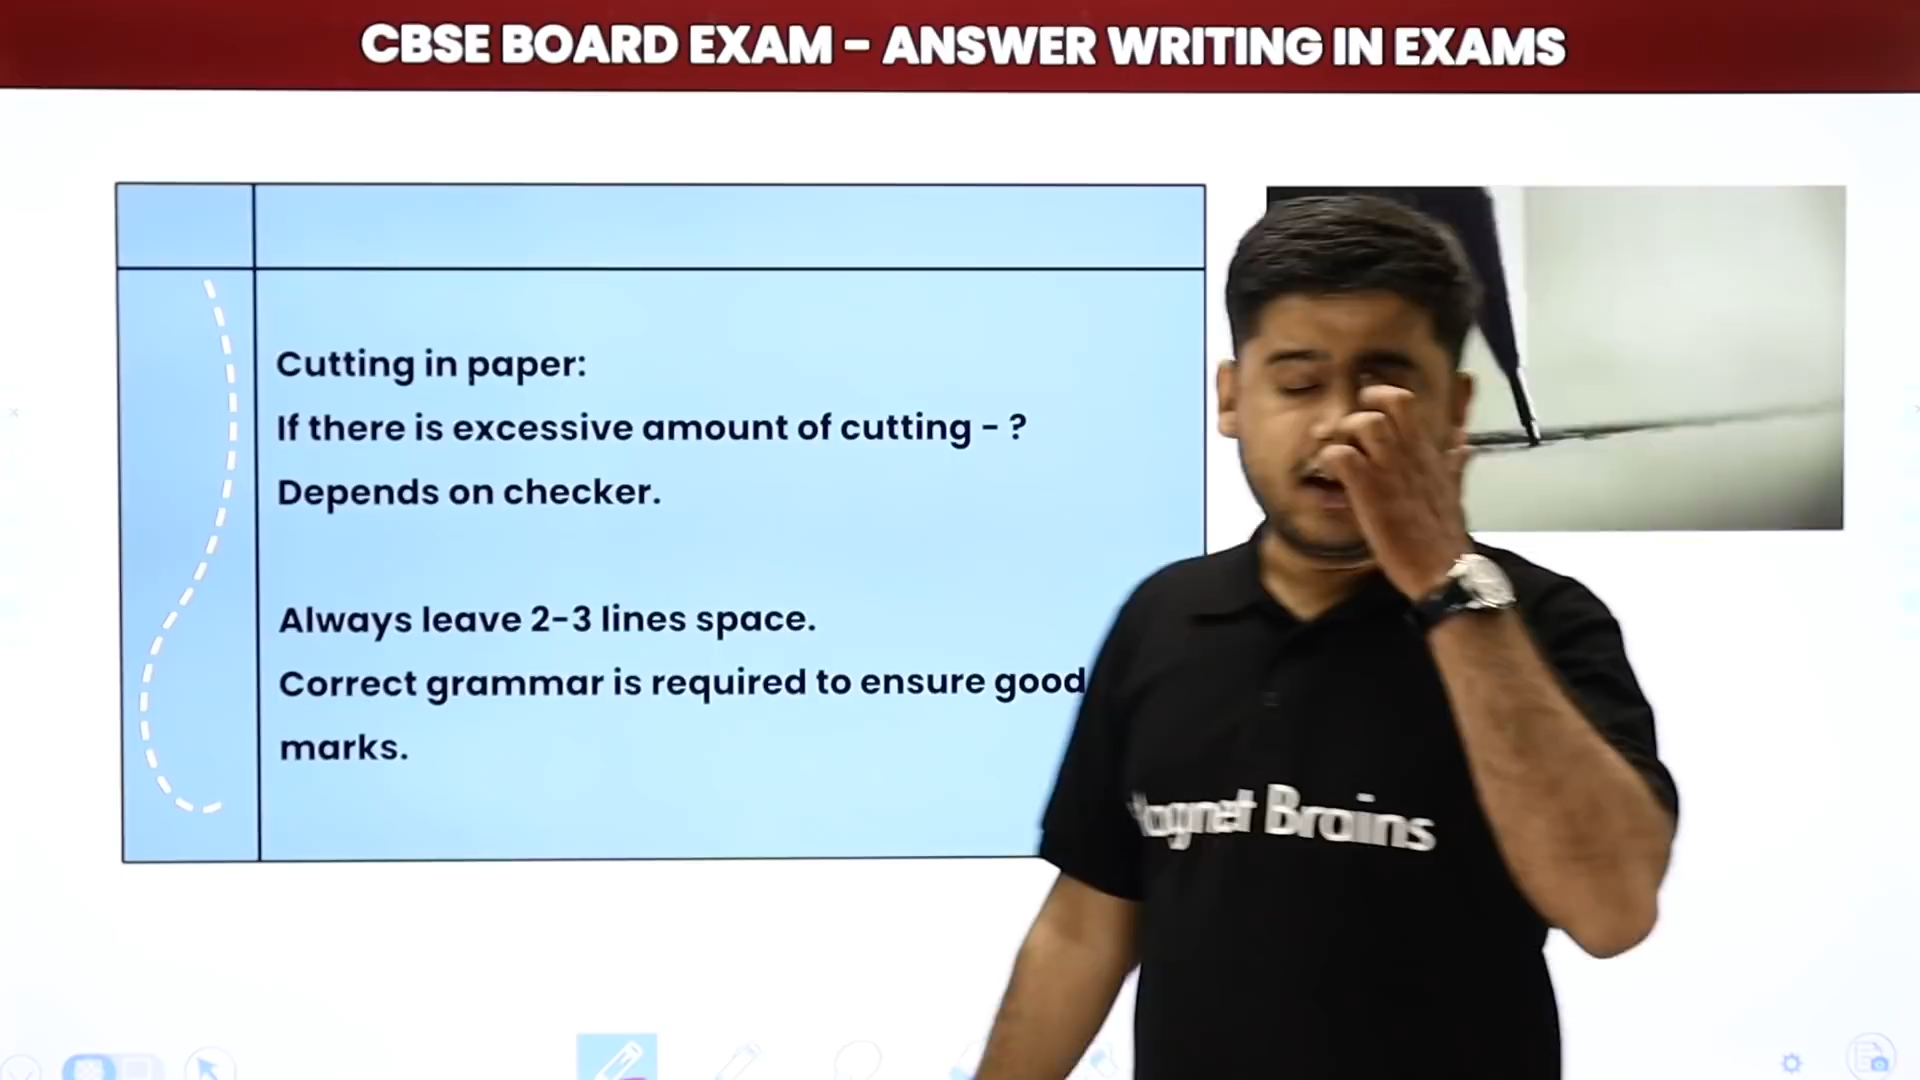 CBSE BOARD EXAM - ANSWER WRITING IN EXAMS
Cutting in paper:
If there is excessive amount of cutting - ?
Depends on checker.
Always leave 2-3 lines space.
Correct grammar is required to ensure good
marks.
Brains